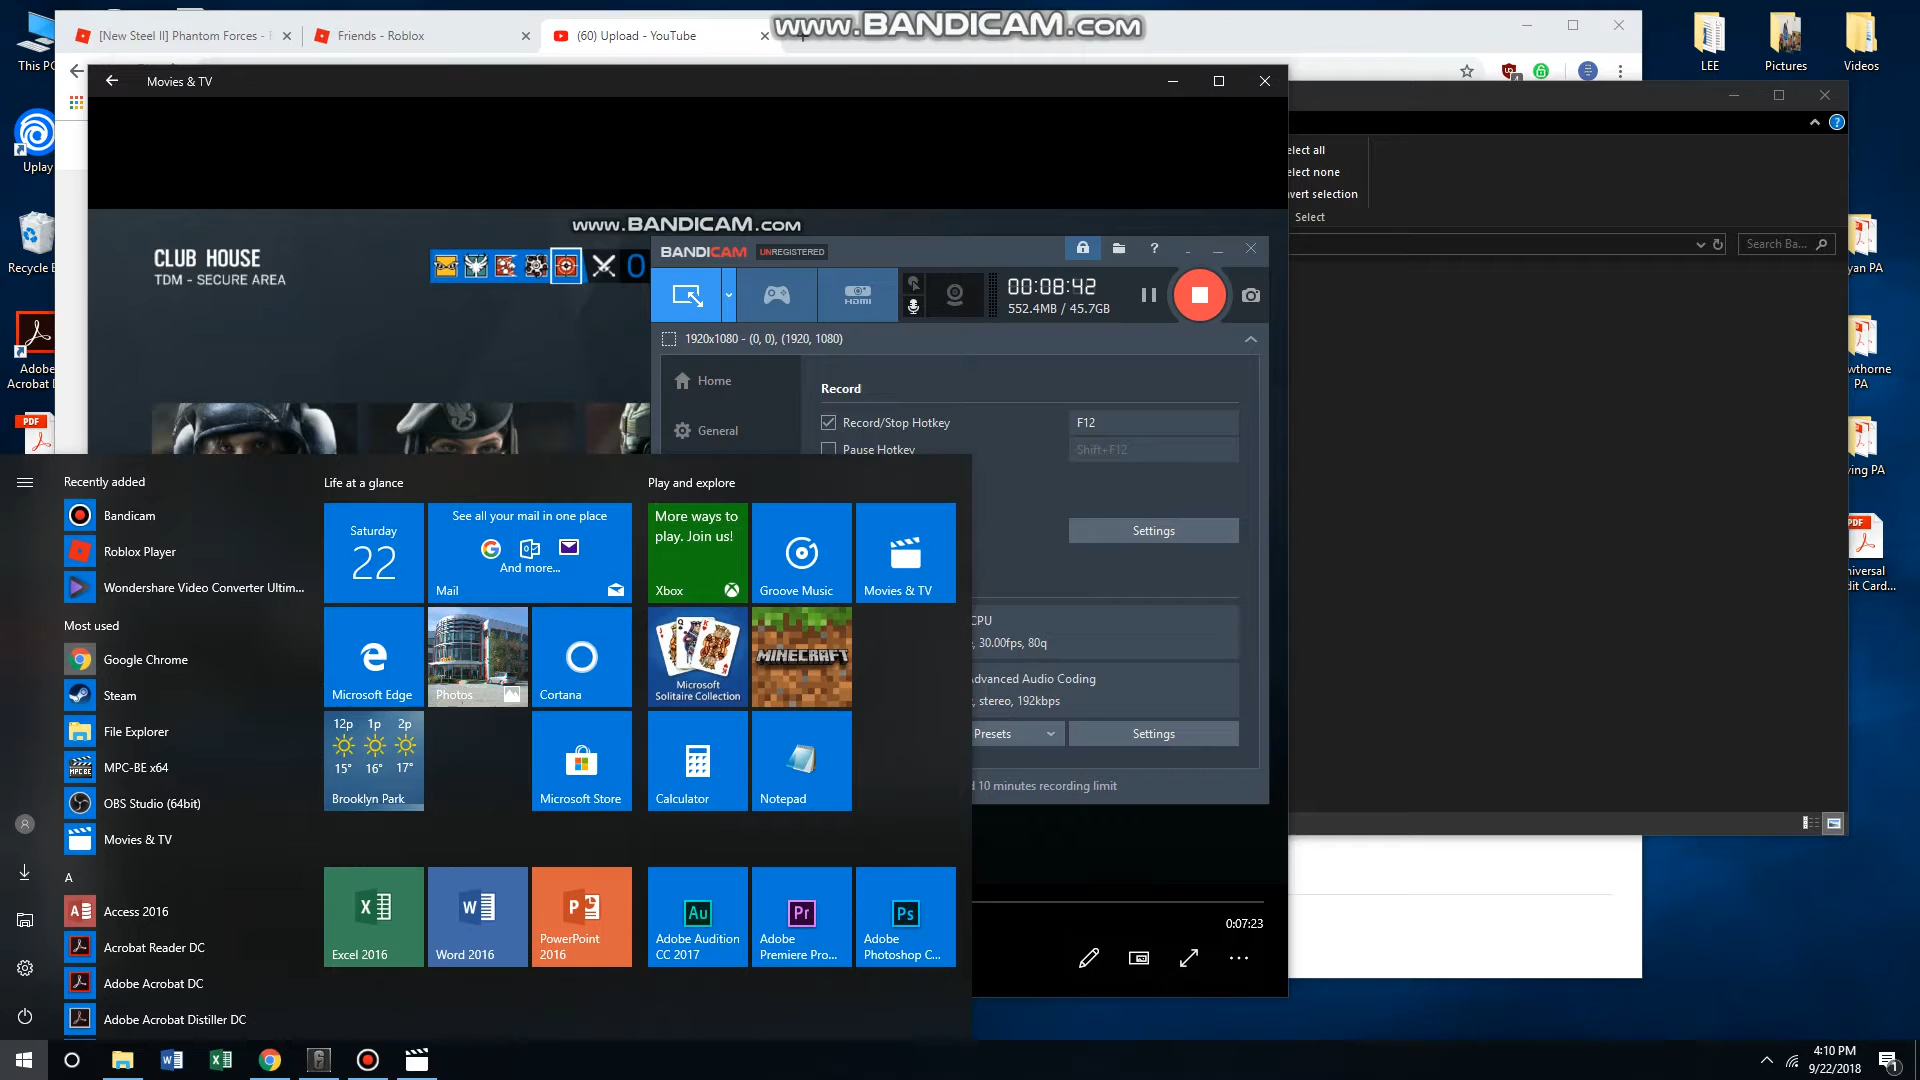 www.BANDICAM.com
[New Steel II] Phantom Forces -
Friends - Roblox
(60) Upload - YouTube
This PC
LEE
Pictures
Videos
Movies & TV
Uplay
elect all
elect none
vert selection
Select
Search Ba...
Recycle
www.BANDICAM.com
CLUB HOUSE
TDM - SECURE AREA
0
BANDICAM
UNREGISTERED
?
HDMI
00:08:42
552.4MB / 45.7GB
1920x1080 - (0, 0), (1920, 1080)
Home
General
Record
Record/Stop Hotkey
F12
Pause Hotkey
Shift+F12
Settings
CPU
, 30.00fps, 80q
Advanced Audio Coding
, stereo, 192kbps
Presets
Settings
10 minutes recording limit
0:07:23
yan PA
wthorne
PA
ving PA
PDF
niversal
dit Card...
Adobe
Acrobat
PDF
Recently added
Bandicam
Roblox Player
Wondershare Video Converter Ultim...
Most used
Google Chrome
Steam
File Explorer
MPC-BE x64
OBS Studio (64bit)
Movies & TV
A
Access 2016
Acrobat Reader DC
Adobe Acrobat DC
Adobe Acrobat Distiller DC
Life at a glance
Saturday
22
See all your mail in one place
And more...
Mail
Microsoft Edge
Photos
Cortana
12p 1p 2p
15° 16° 17°
Brooklyn Park
Microsoft Store
Excel 2016
Word 2016
PowerPoint
2016
Play and explore
More ways to
play. Join us!
Xbox
Groove Music
Movies & TV
Microsoft
Solitaire Collection
MINECRAFT
Calculator
Notepad
Au
Adobe Audition
CC 2017
Pr
Adobe
Premiere Pro...
Ps
Adobe
Photoshop C...
4:10 PM
9/22/2018
1